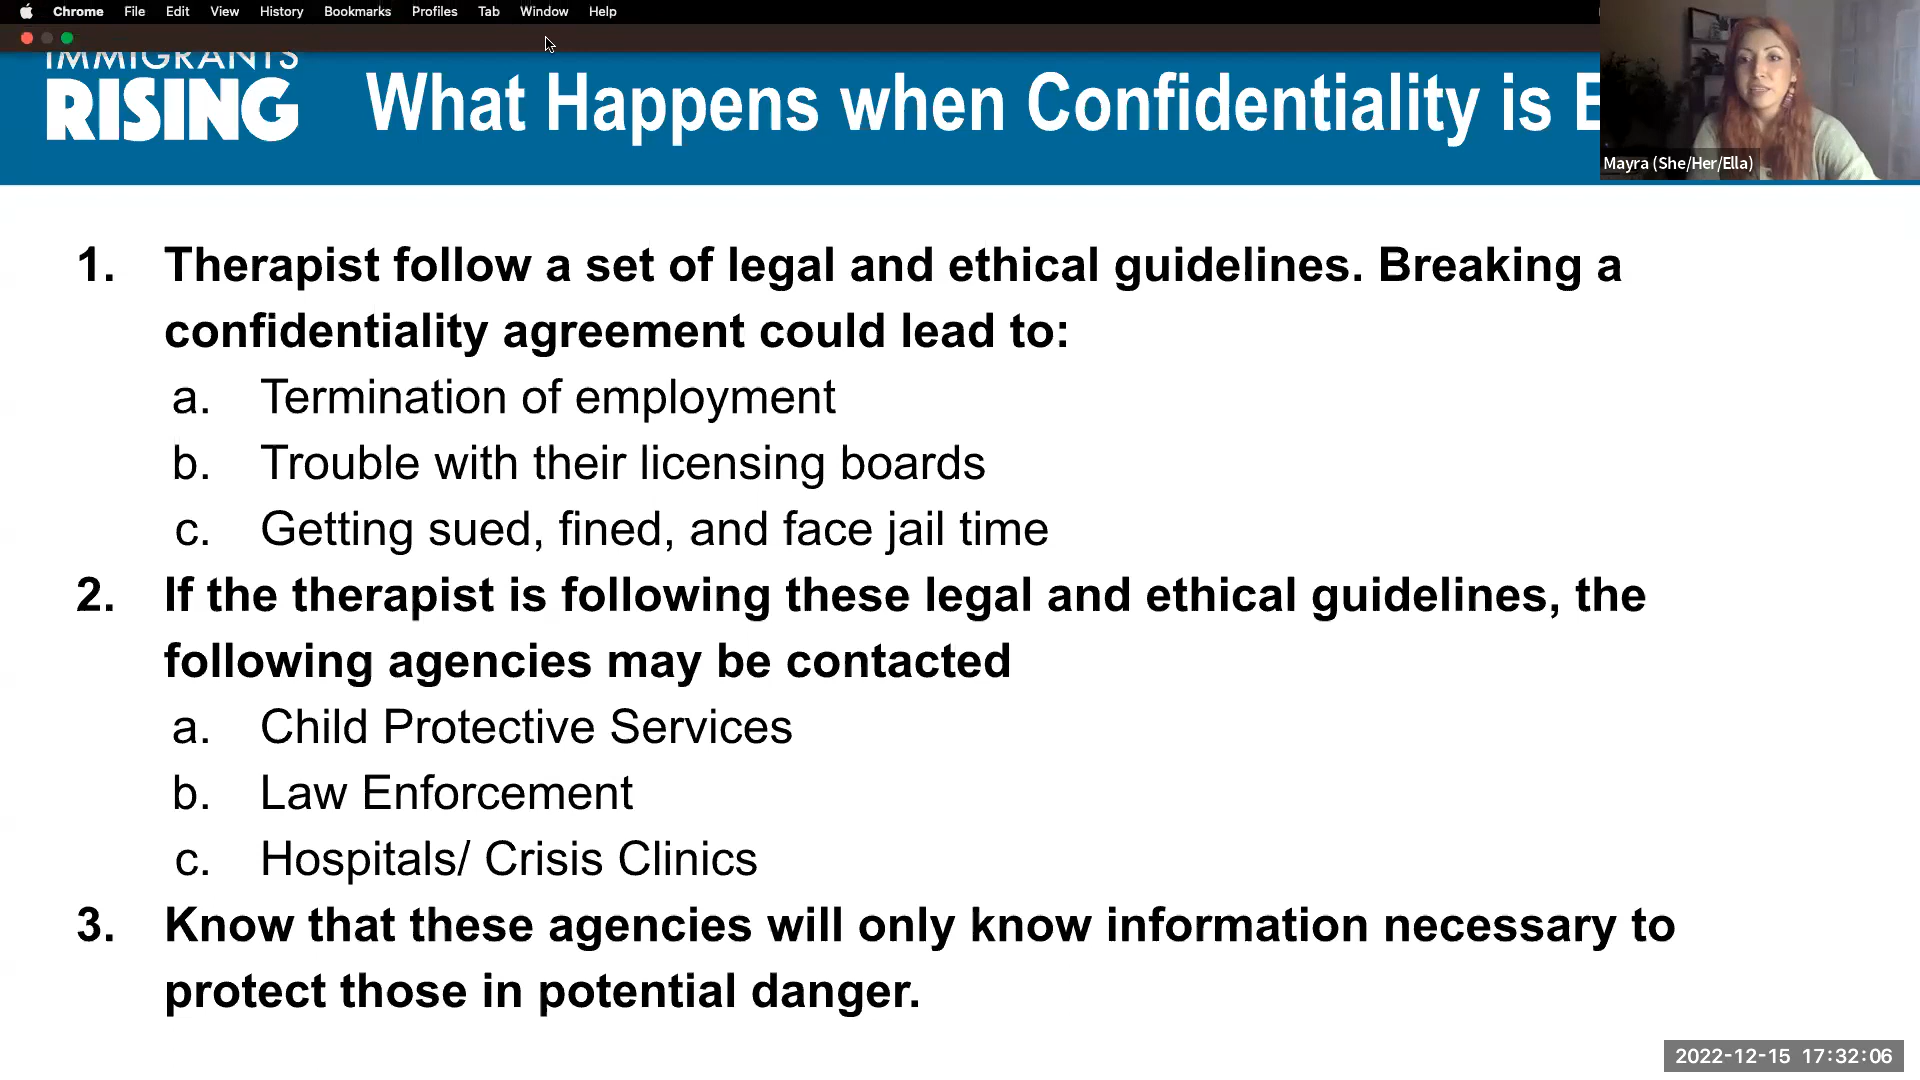 Chrome File Edit View History Bookmarks Profiles Tab Window Help
IMMIGRANTS
RISING
What Happens when Confidentiality is
Mayra (She/Her/Ella)
1. Therapist follow a set of legal and ethical guidelines. Breaking a
confidentiality agreement could lead to:
a. Termination of employment
b. Trouble with their licensing boards
c. Getting sued, fined, and face jail time
2. If the therapist is following these legal and ethical guidelines, the
following agencies may be contacted
a. Child Protective Services
b. Law Enforcement
c. Hospitals/ Crisis Clinics
3. Know that these agencies will only know information necessary to
protect those in potential danger.
2022-12-15 17:32:06